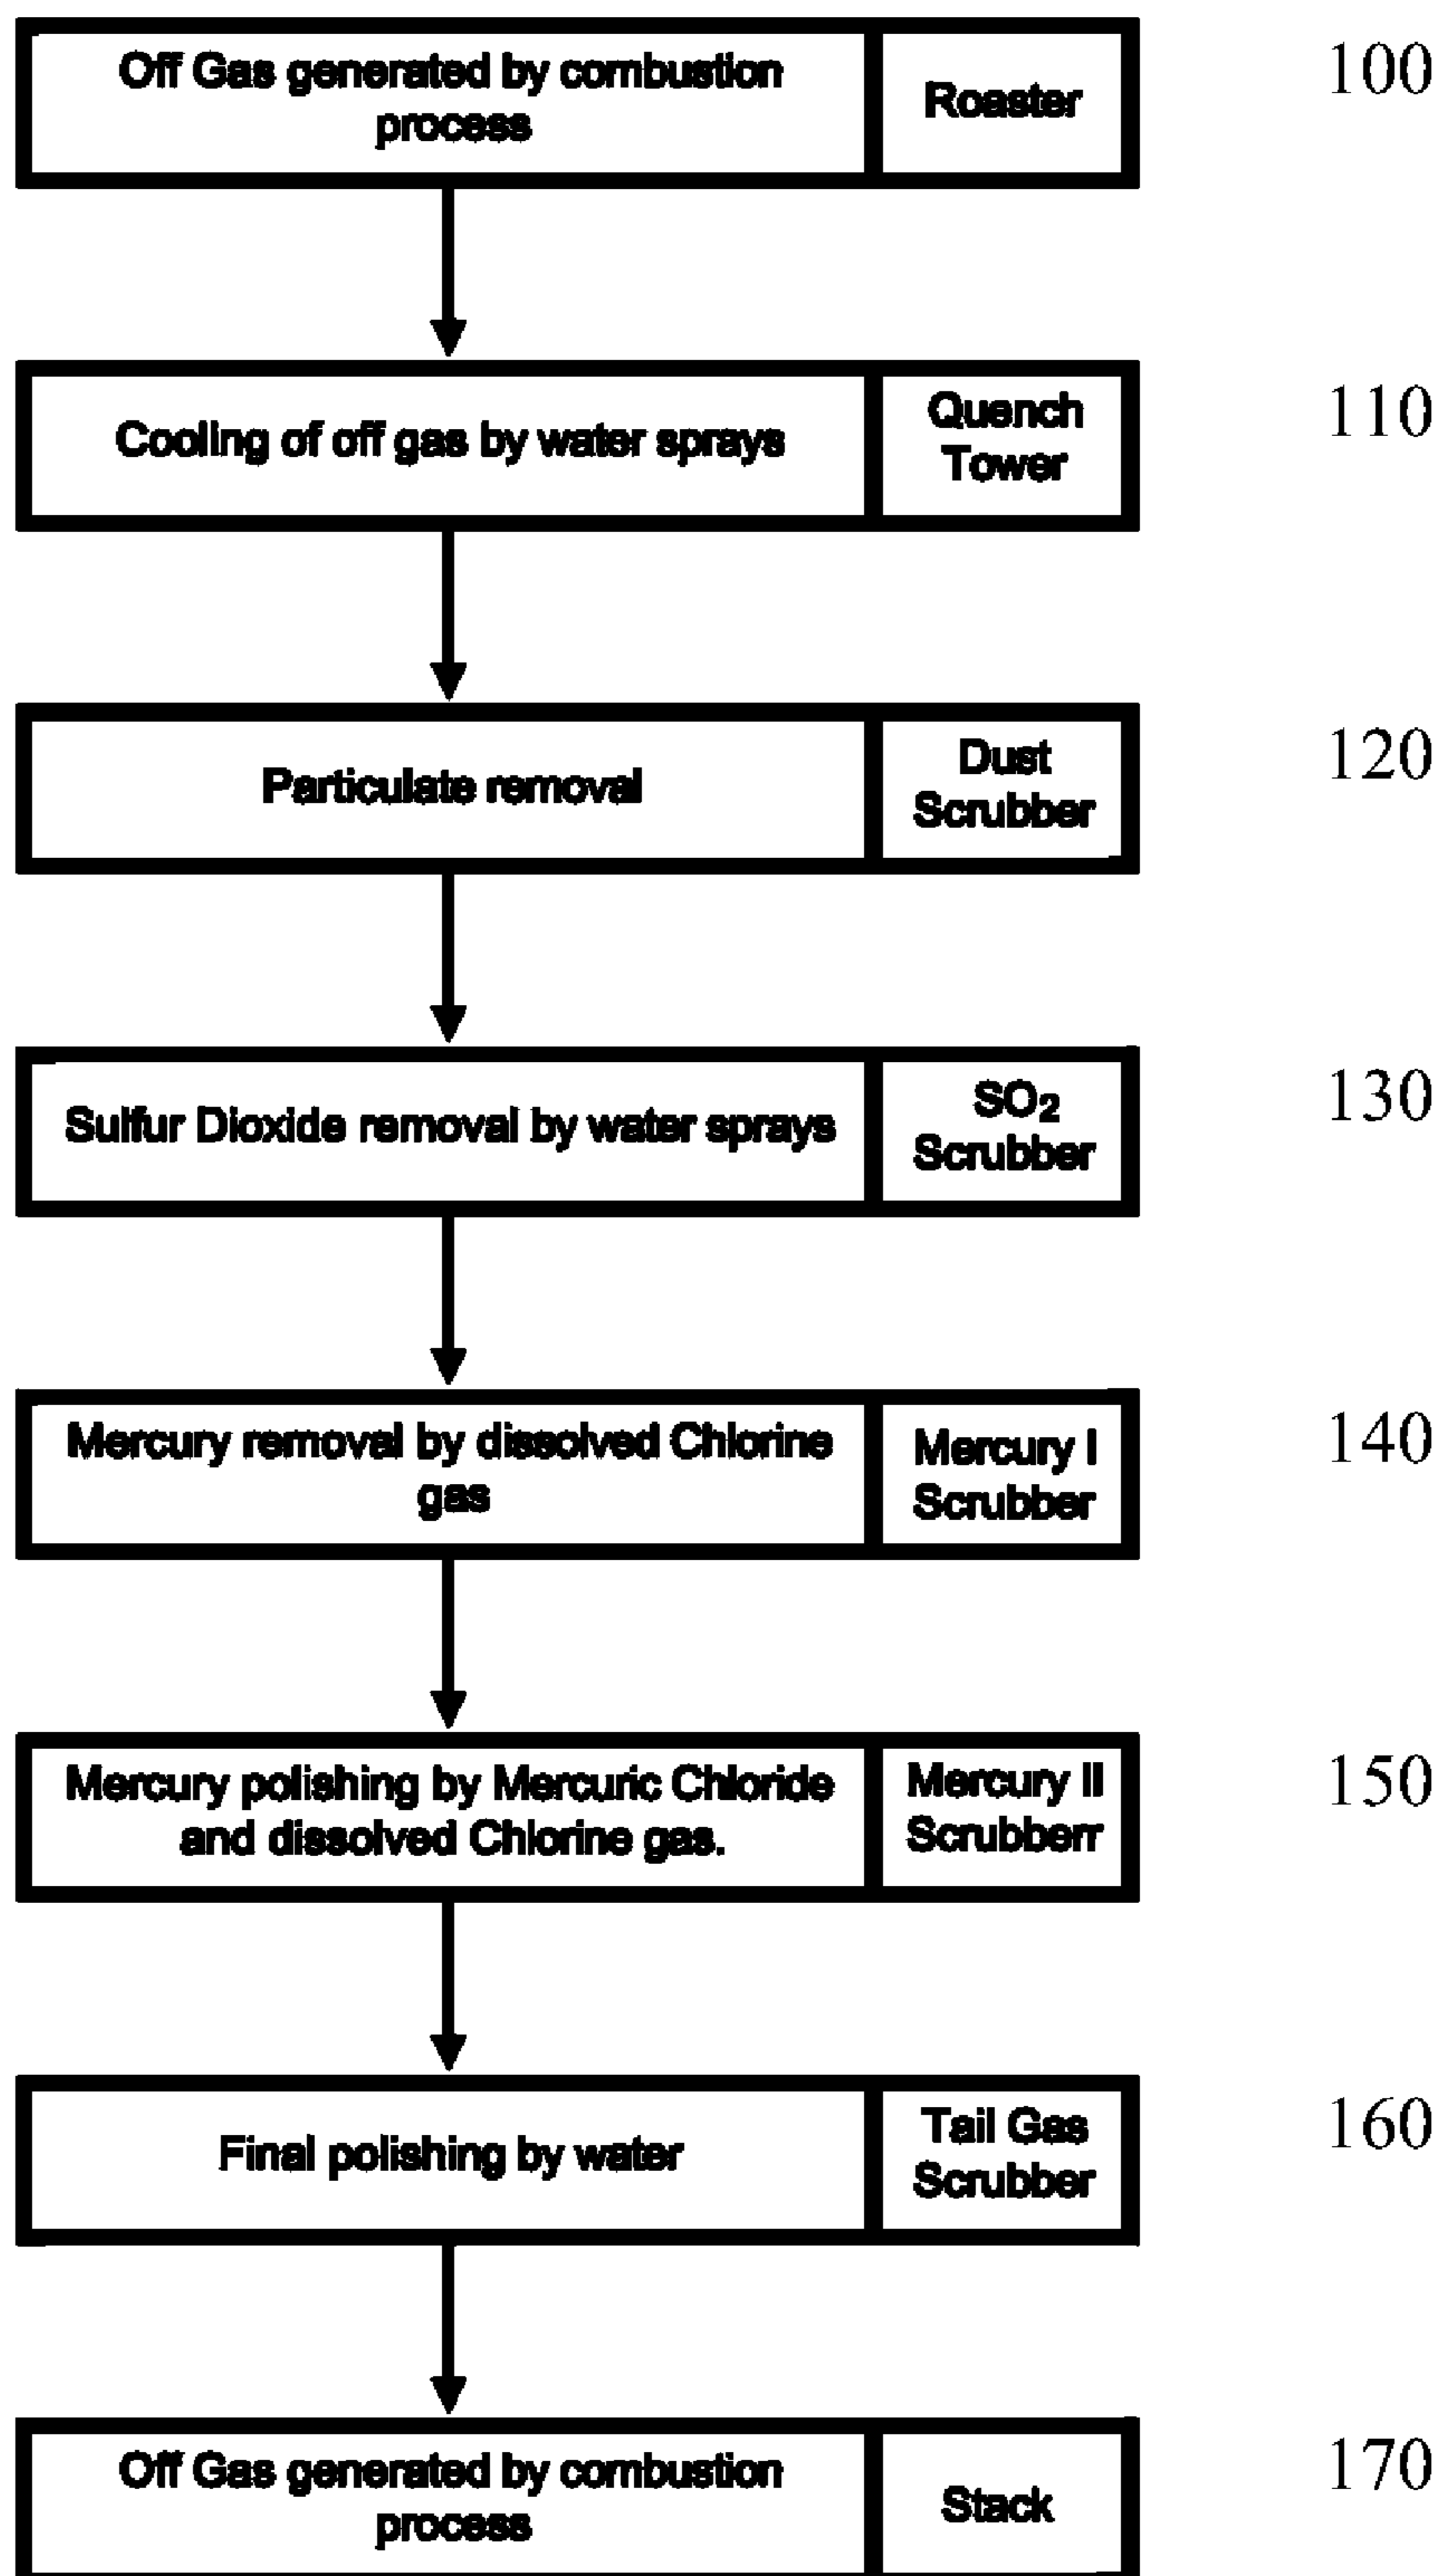 Off Gas generated by combustion
process
Roaster
100
Cooling of off gas by water sprays
Quench
Tower
110
Particulate removal
Dust
Scrubber
120
Sulfur Dioxide removal by water sprays
SO₂
Scrubber
130
Mercury removal by dissolved Chlorine
gas
Mercury I
Scrubber
140
Mercury polishing by Mercuric Chloride
and dissolved Chlorine gas.
Mercury II
Scrubberr
150
Final polishing by water
Tail Gas
Scrubber
160
Off Gas generated by combustion
process
Stack
170